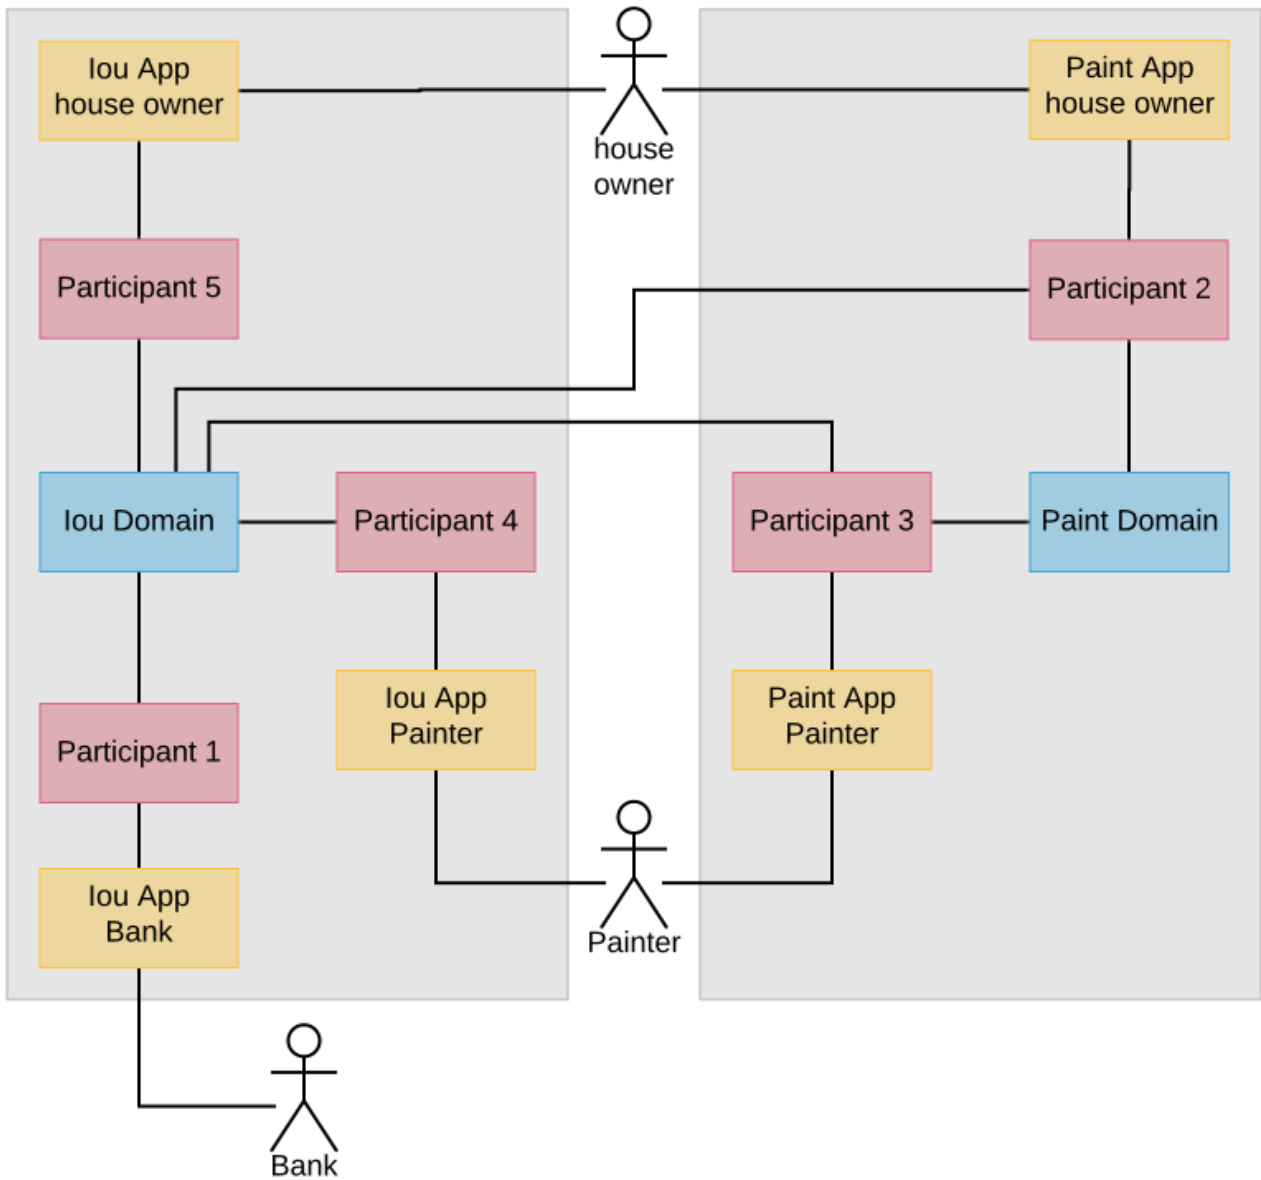 Iou App
house owner
Paint App
house owner
house
owner
Participant 5
Participant 2
Iou Domain
Participant 4
Participant 3
Paint Domain
Iou App
Painter
Paint App
Painter
Participant 1
Iou App
Bank
Painter
Bank